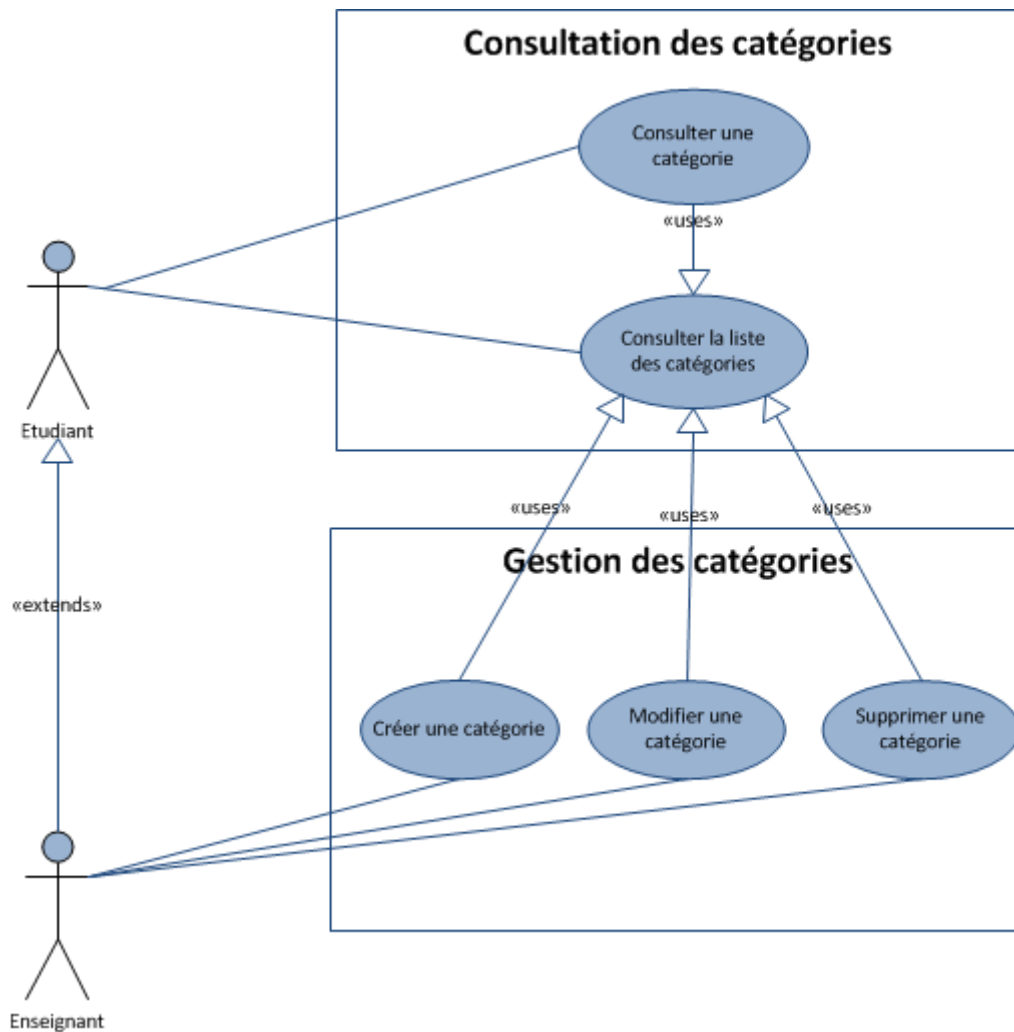 Consultation des catégories
Consulter une
catégorie
«uses»
Consulter la liste
des catégories
Etudiant
«uses»
«uses»
«uses»
Gestion des catégories
«extends»
Créer une catégorie
Modifier une
catégorie
Supprimer une
catégorie
Enseignant